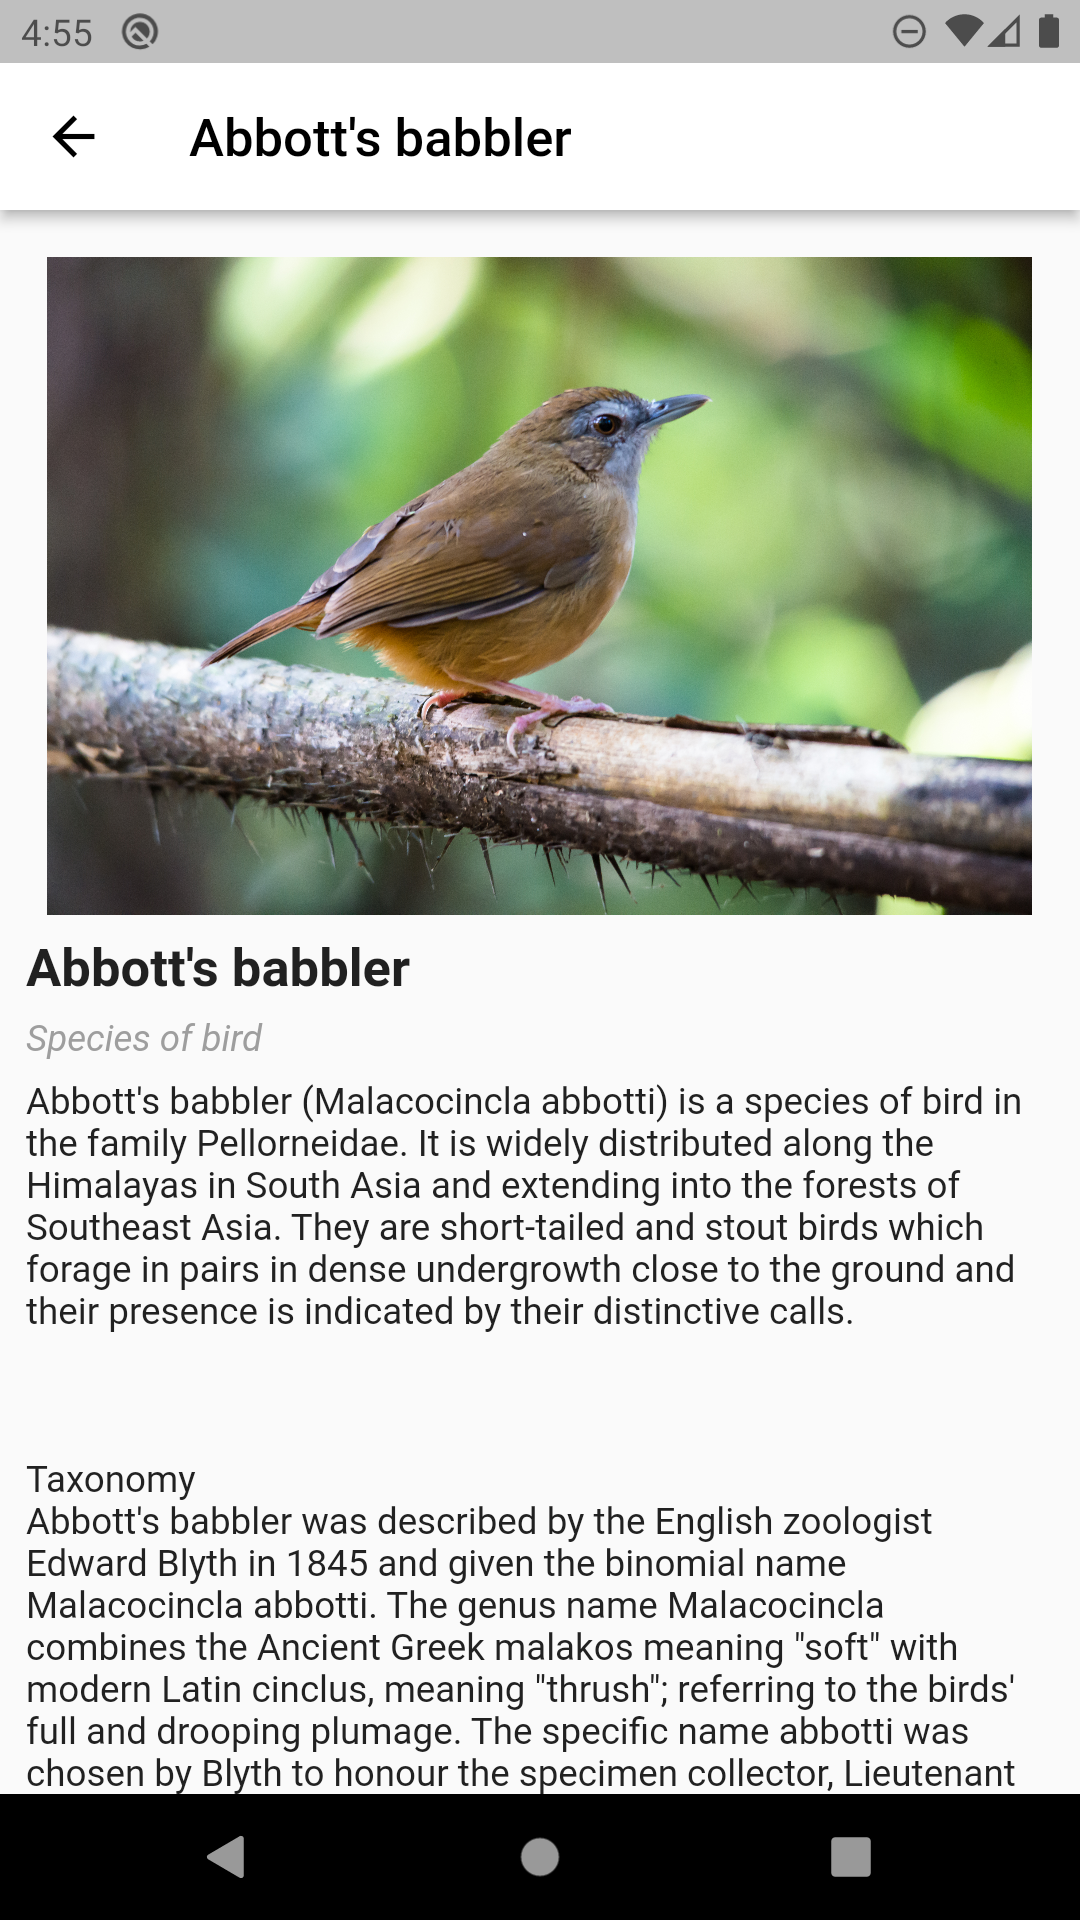 4:55
Abbott's babbler
Abbott's babbler
Species of bird
Abbott's babbler (Malacocincla abbotti) is a species of bird in
the family Pellorneidae. It is widely distributed along the
Himalayas in South Asia and extending into the forests of
Southeast Asia. They are short-tailed and stout birds which
forage in pairs in dense undergrowth close to the ground and
their presence is indicated by their distinctive calls.
Taxonomy
Abbott's babbler was described by the English zoologist
Edward Blyth in 1845 and given the binomial name
Malacocincla abbotti. The genus name Malacocincla
combines the Ancient Greek malakos meaning "soft" with
modern Latin cinclus, meaning "thrush"; referring to the birds'
full and drooping plumage. The specific name abbotti was
chosen by Blyth to honour the specimen collector, Lieutenant